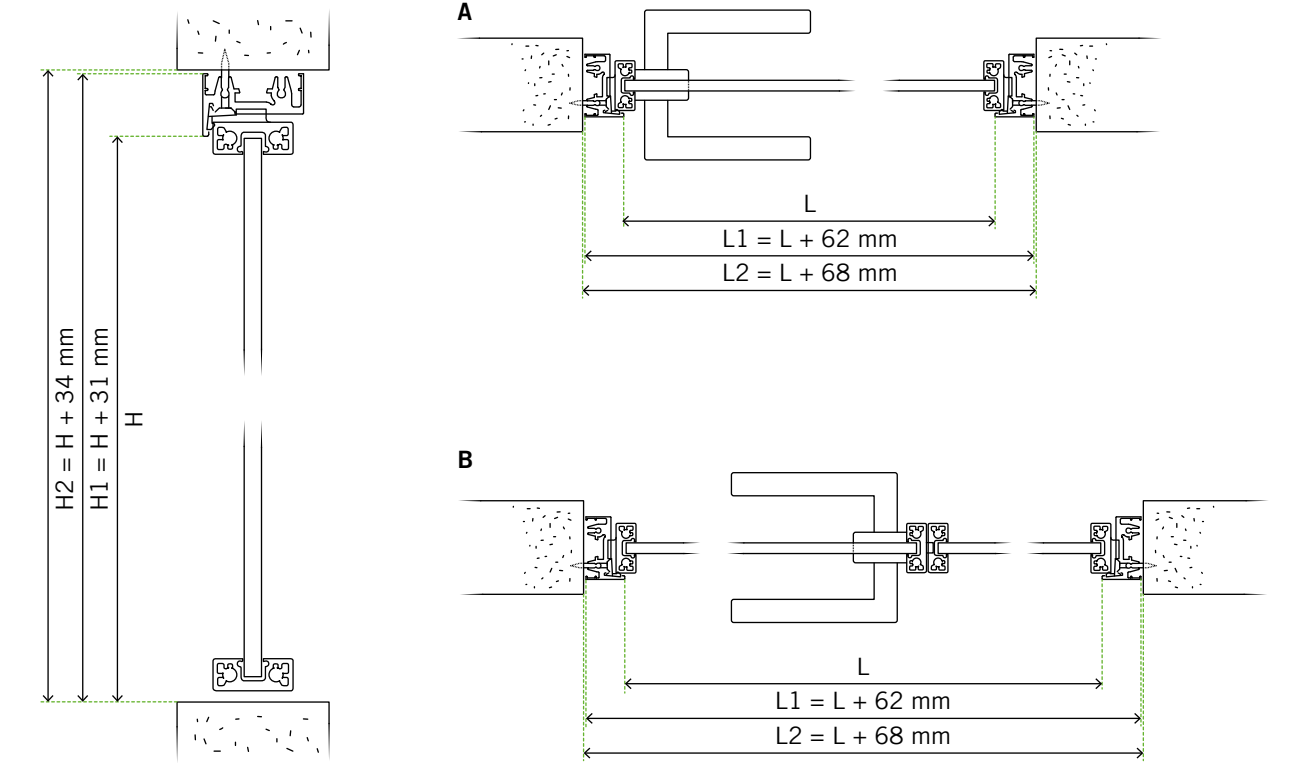 H2 = H + 34 mm
H1 = H + 31 mm
H
A
L
L1 = L + 62 mm
L2 = L + 68 mm
B
L
L1 = L + 62 mm
L2 = L + 68 mm